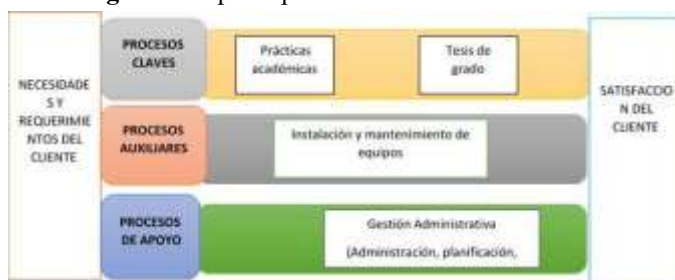 PROCESOS
CLAVES
Prácticas
académicas
Tesis de
grado
NECESIDADE
S Y
REQUERIMIE
NTOS DEL
CLIENTE
PROCESOS
AUXILIARES
Instalación y mantenimiento de
equipos
SATISFACCIO
N DEL
CLIENTE
PROCESOS
DE APOYO
Gestión Administrativa
(Administración, planificación,